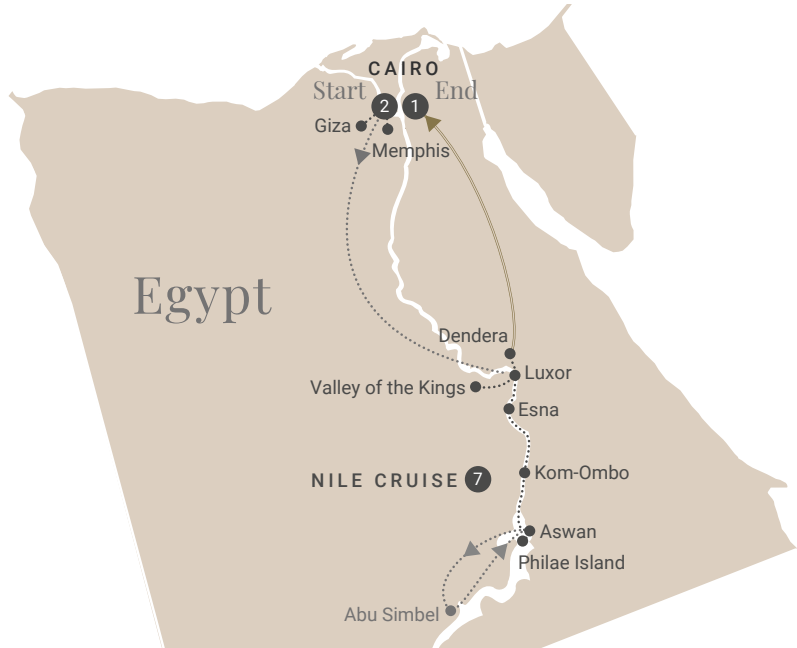 CAIRO
Start 2 1 End
Giza
Memphis
Egypt
Dendera
Luxor
Valley of the Kings
Esna
Kom-Ombo
NILE CRUISE 7
Aswan
Philae Island
Abu Simbel